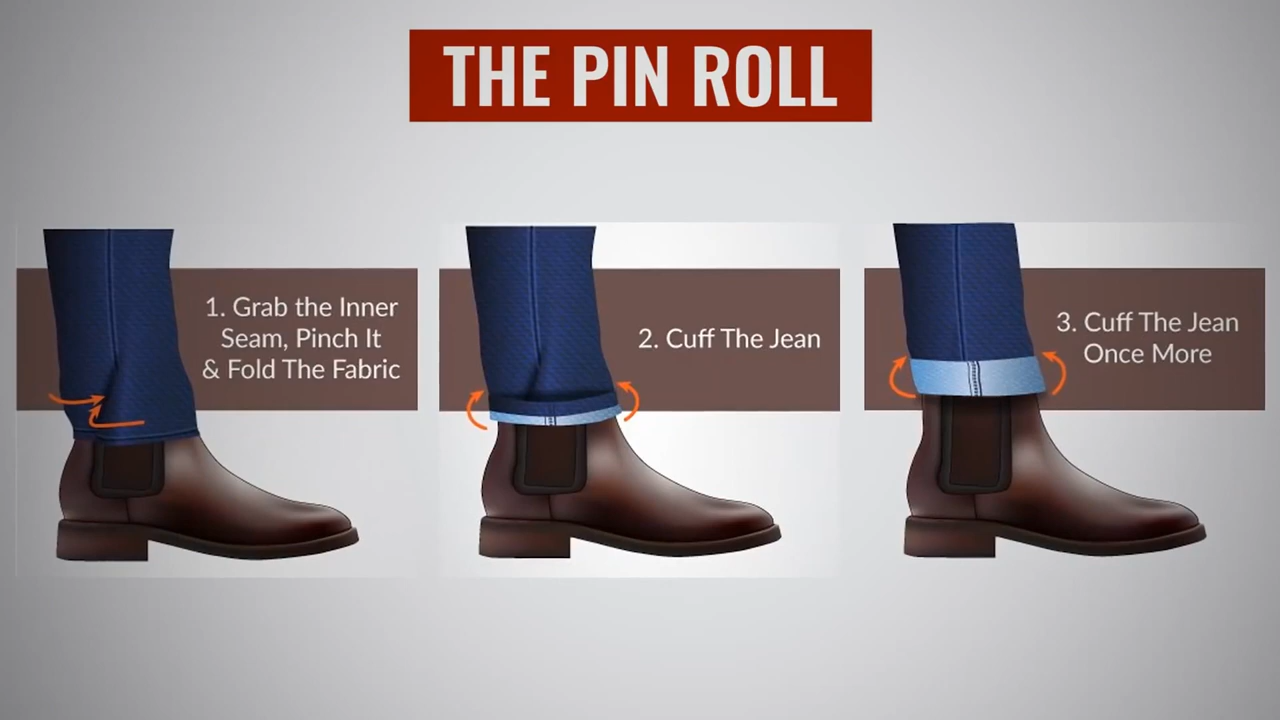 THE PIN ROLL
1. Grab the Inner
Seam, Pinch It
& Fold The Fabric
2. Cuff The Jean
3. Cuff The Jean
Once More